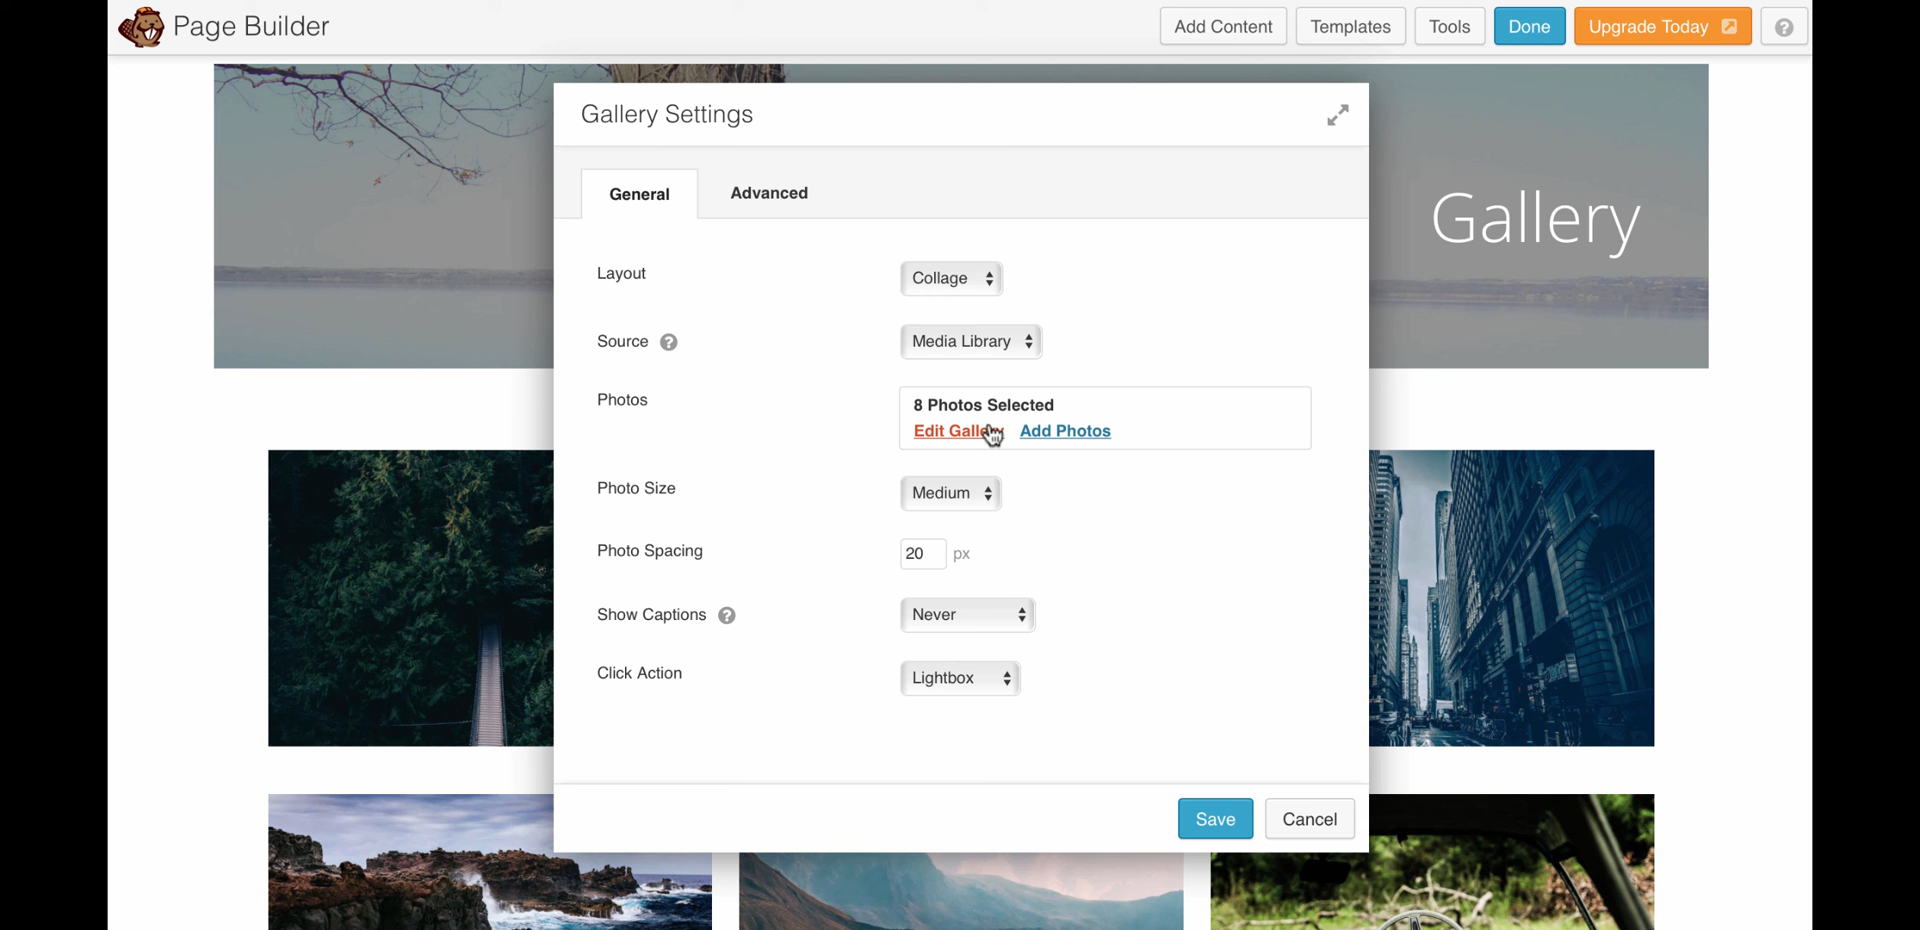 Page Builder
Add Content
Templates
Tools
Done
Upgrade Today
?
Gallery
Gallery Settings
General
Advanced
Layout
Collage
Source ?
Media Library
Photos
8 Photos Selected
Edit Gallery Add Photos
Photo Size
Medium
Photo Spacing
20 px
Show Captions ?
Never
Click Action
Lightbox
Save
Cancel